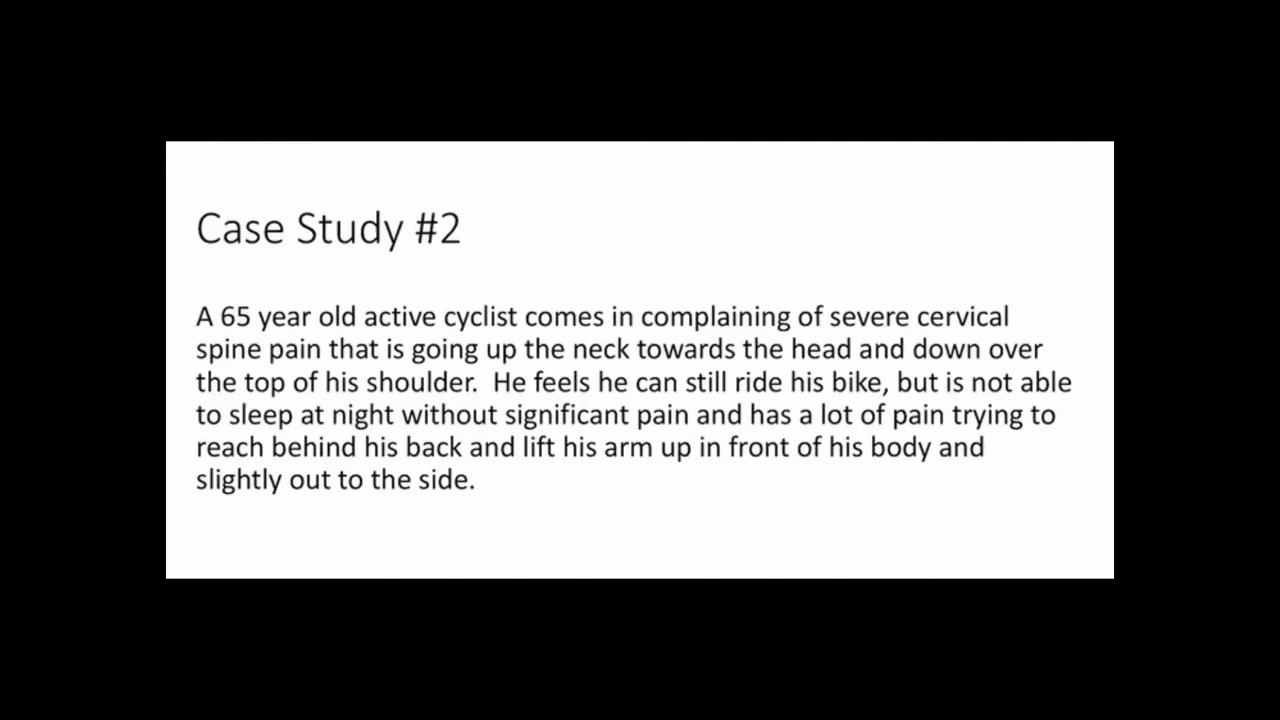 Case Study #2
A 65 year old active cyclist comes in complaining of severe cervical
spine pain that is going up the neck towards the head and down over
the top of his shoulder.  He feels he can still ride his bike, but is not able
to sleep at night without significant pain and has a lot of pain trying to
reach behind his back and lift his arm up in front of his body and
slightly out to the side.